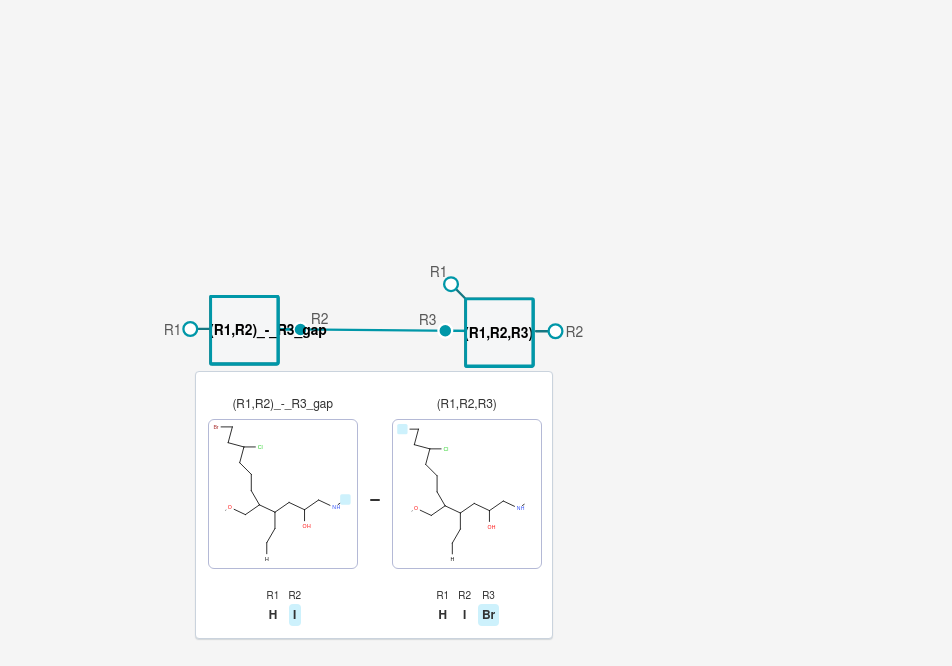 R1
R1
(R1,R2)_-_R3_gap
R2
R3
(R1,R2,R3)
R2
(R1,R2)_-_R3_gap
(R1,R2,R3)
Br
Cl
O
NH
OH
H
–
Cl
O
NH
OH
H
R1 R2
H I
R1 R2 R3
H I Br